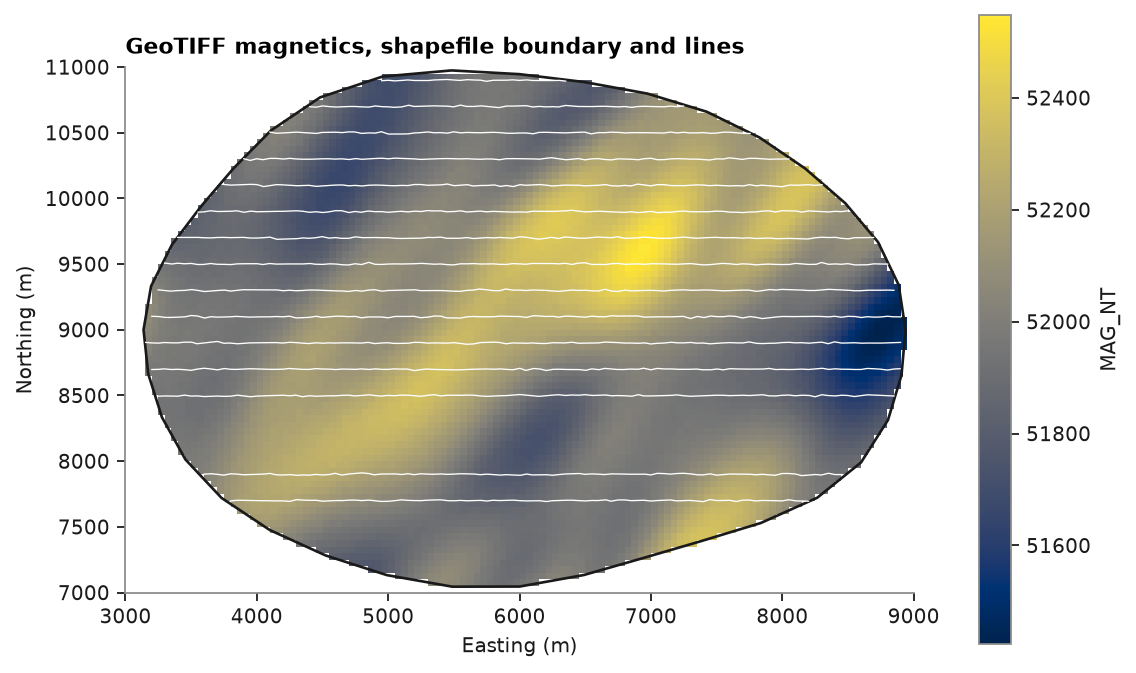 GeoTIFF magnetics, shapefile boundary and lines
11000
10500
10000
9500
9000
8500
8000
7500
7000
Northing (m)
3000 4000 5000 6000 7000 8000 9000
Easting (m)
52400
52200
52000
51800
51600
MAG_NT